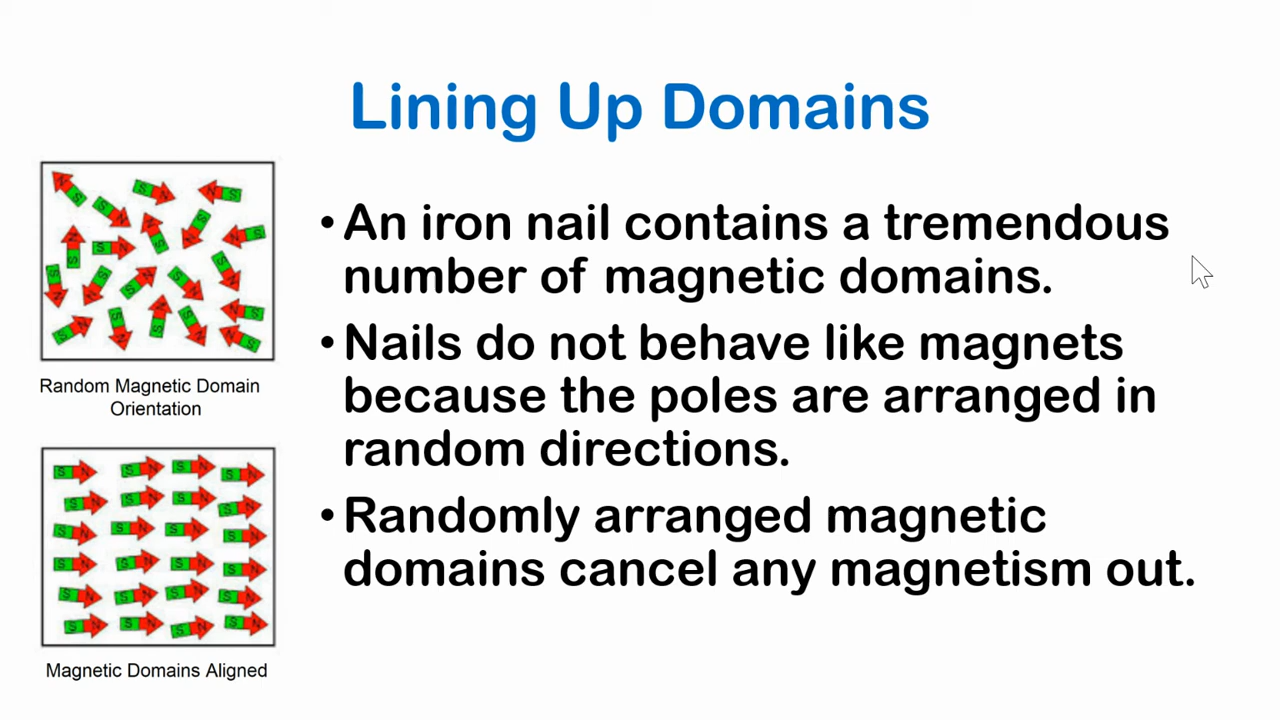 Lining Up Domains
•An iron nail contains a tremendous
number of magnetic domains.
•Nails do not behave like magnets
because the poles are arranged in
random directions.
•Randomly arranged magnetic
domains cancel any magnetism out.
Random Magnetic Domain
Orientation
Magnetic Domains Aligned